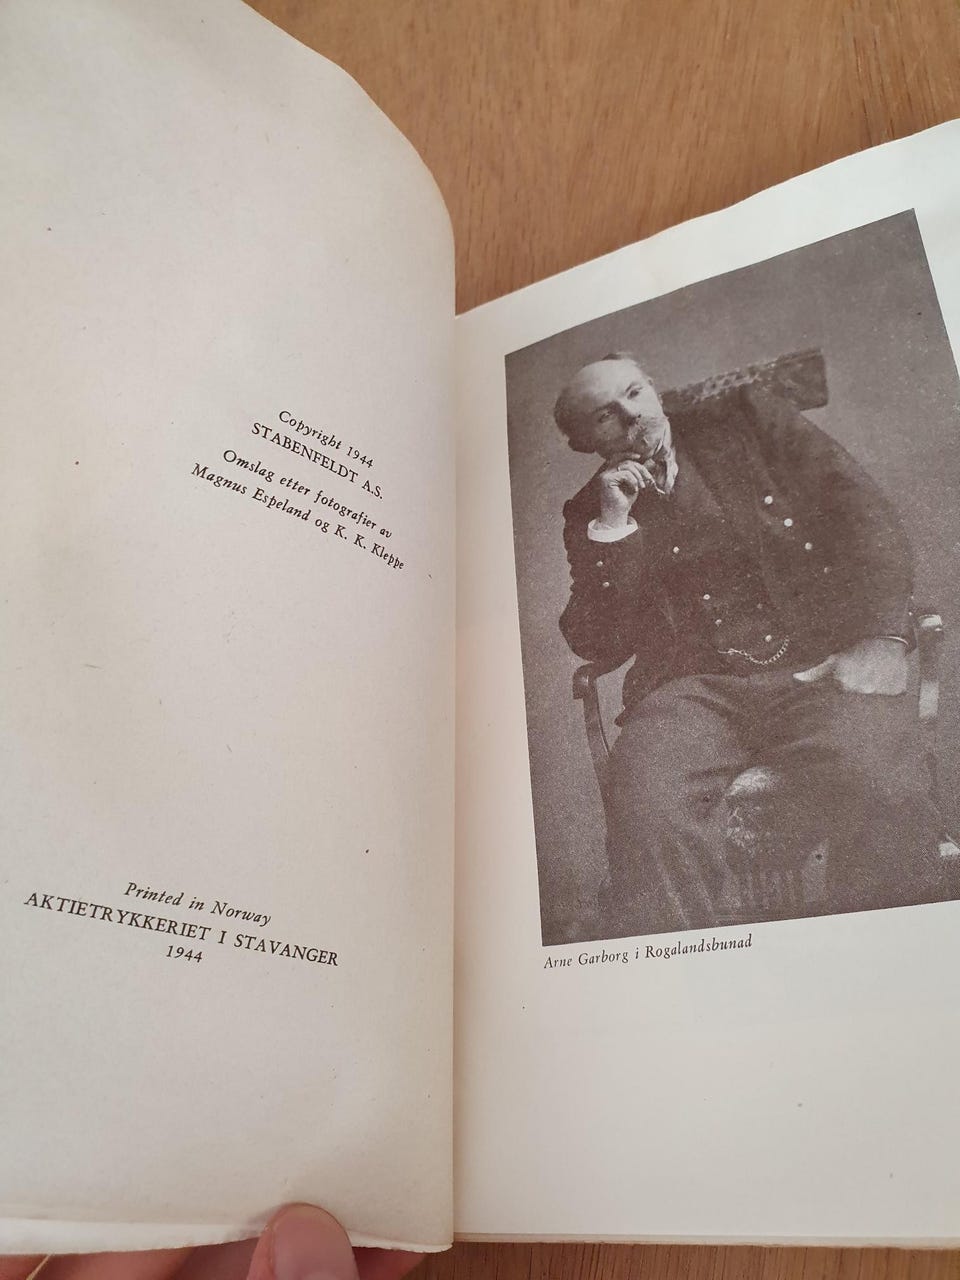 Copyright 1944
STABENFELDT A.S.
Omslag etter fotografier av
Magnus Espeland og K. K. Kleppe
Printed in Norway
AKTIETRYKKERIET I STAVANGER
1944
Arne Garborg i Rogalandsbunad